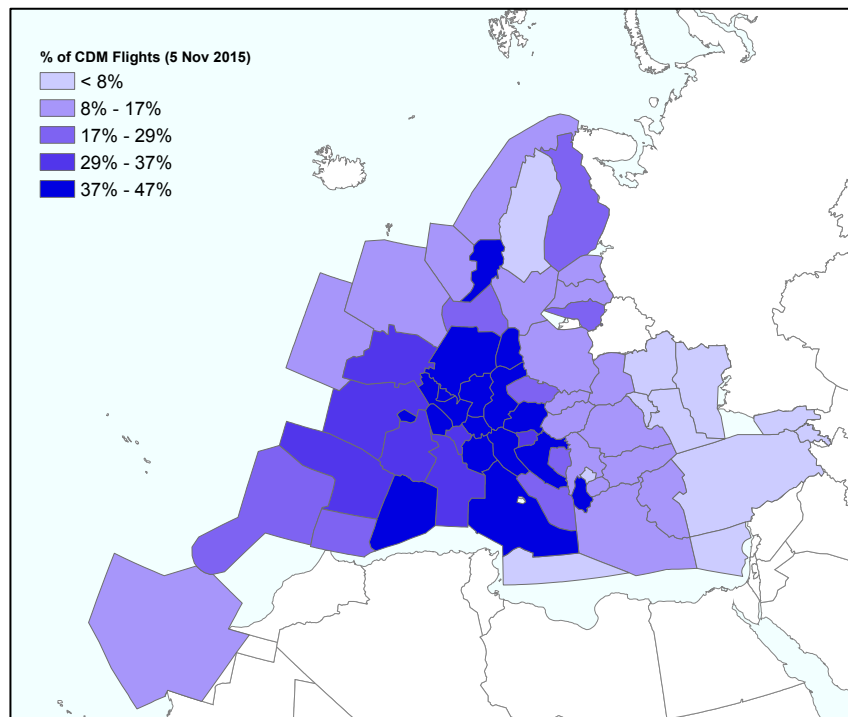 % of CDM Flights (5 Nov 2015)
< 8%
8% - 17%
17% - 29%
29% - 37%
37% - 47%